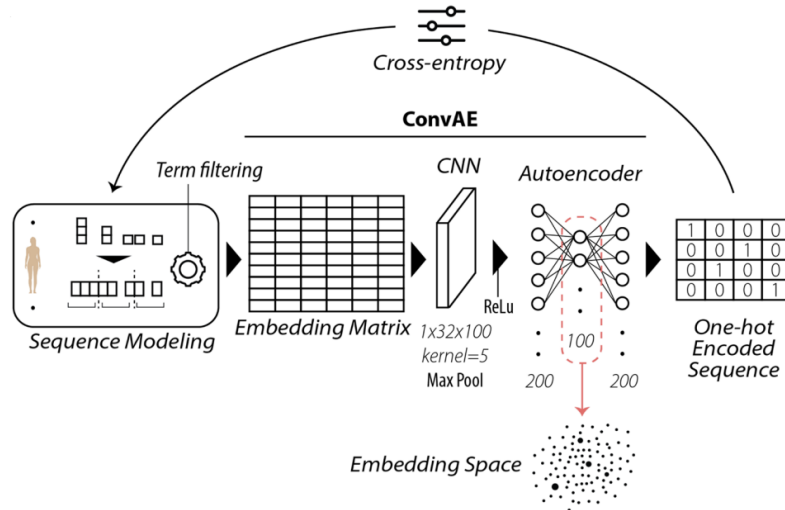 Cross-entropy
ConvAE
Term filtering
CNN
Autoencoder
Sequence Modeling
Embedding Matrix
1x32x100
kernel=5
Max Pool
ReLu
200
100
200
1 0 0 0
0 0 1 0
0 1 0 0
0 0 0 1
One-hot
Encoded
Sequence
Embedding Space